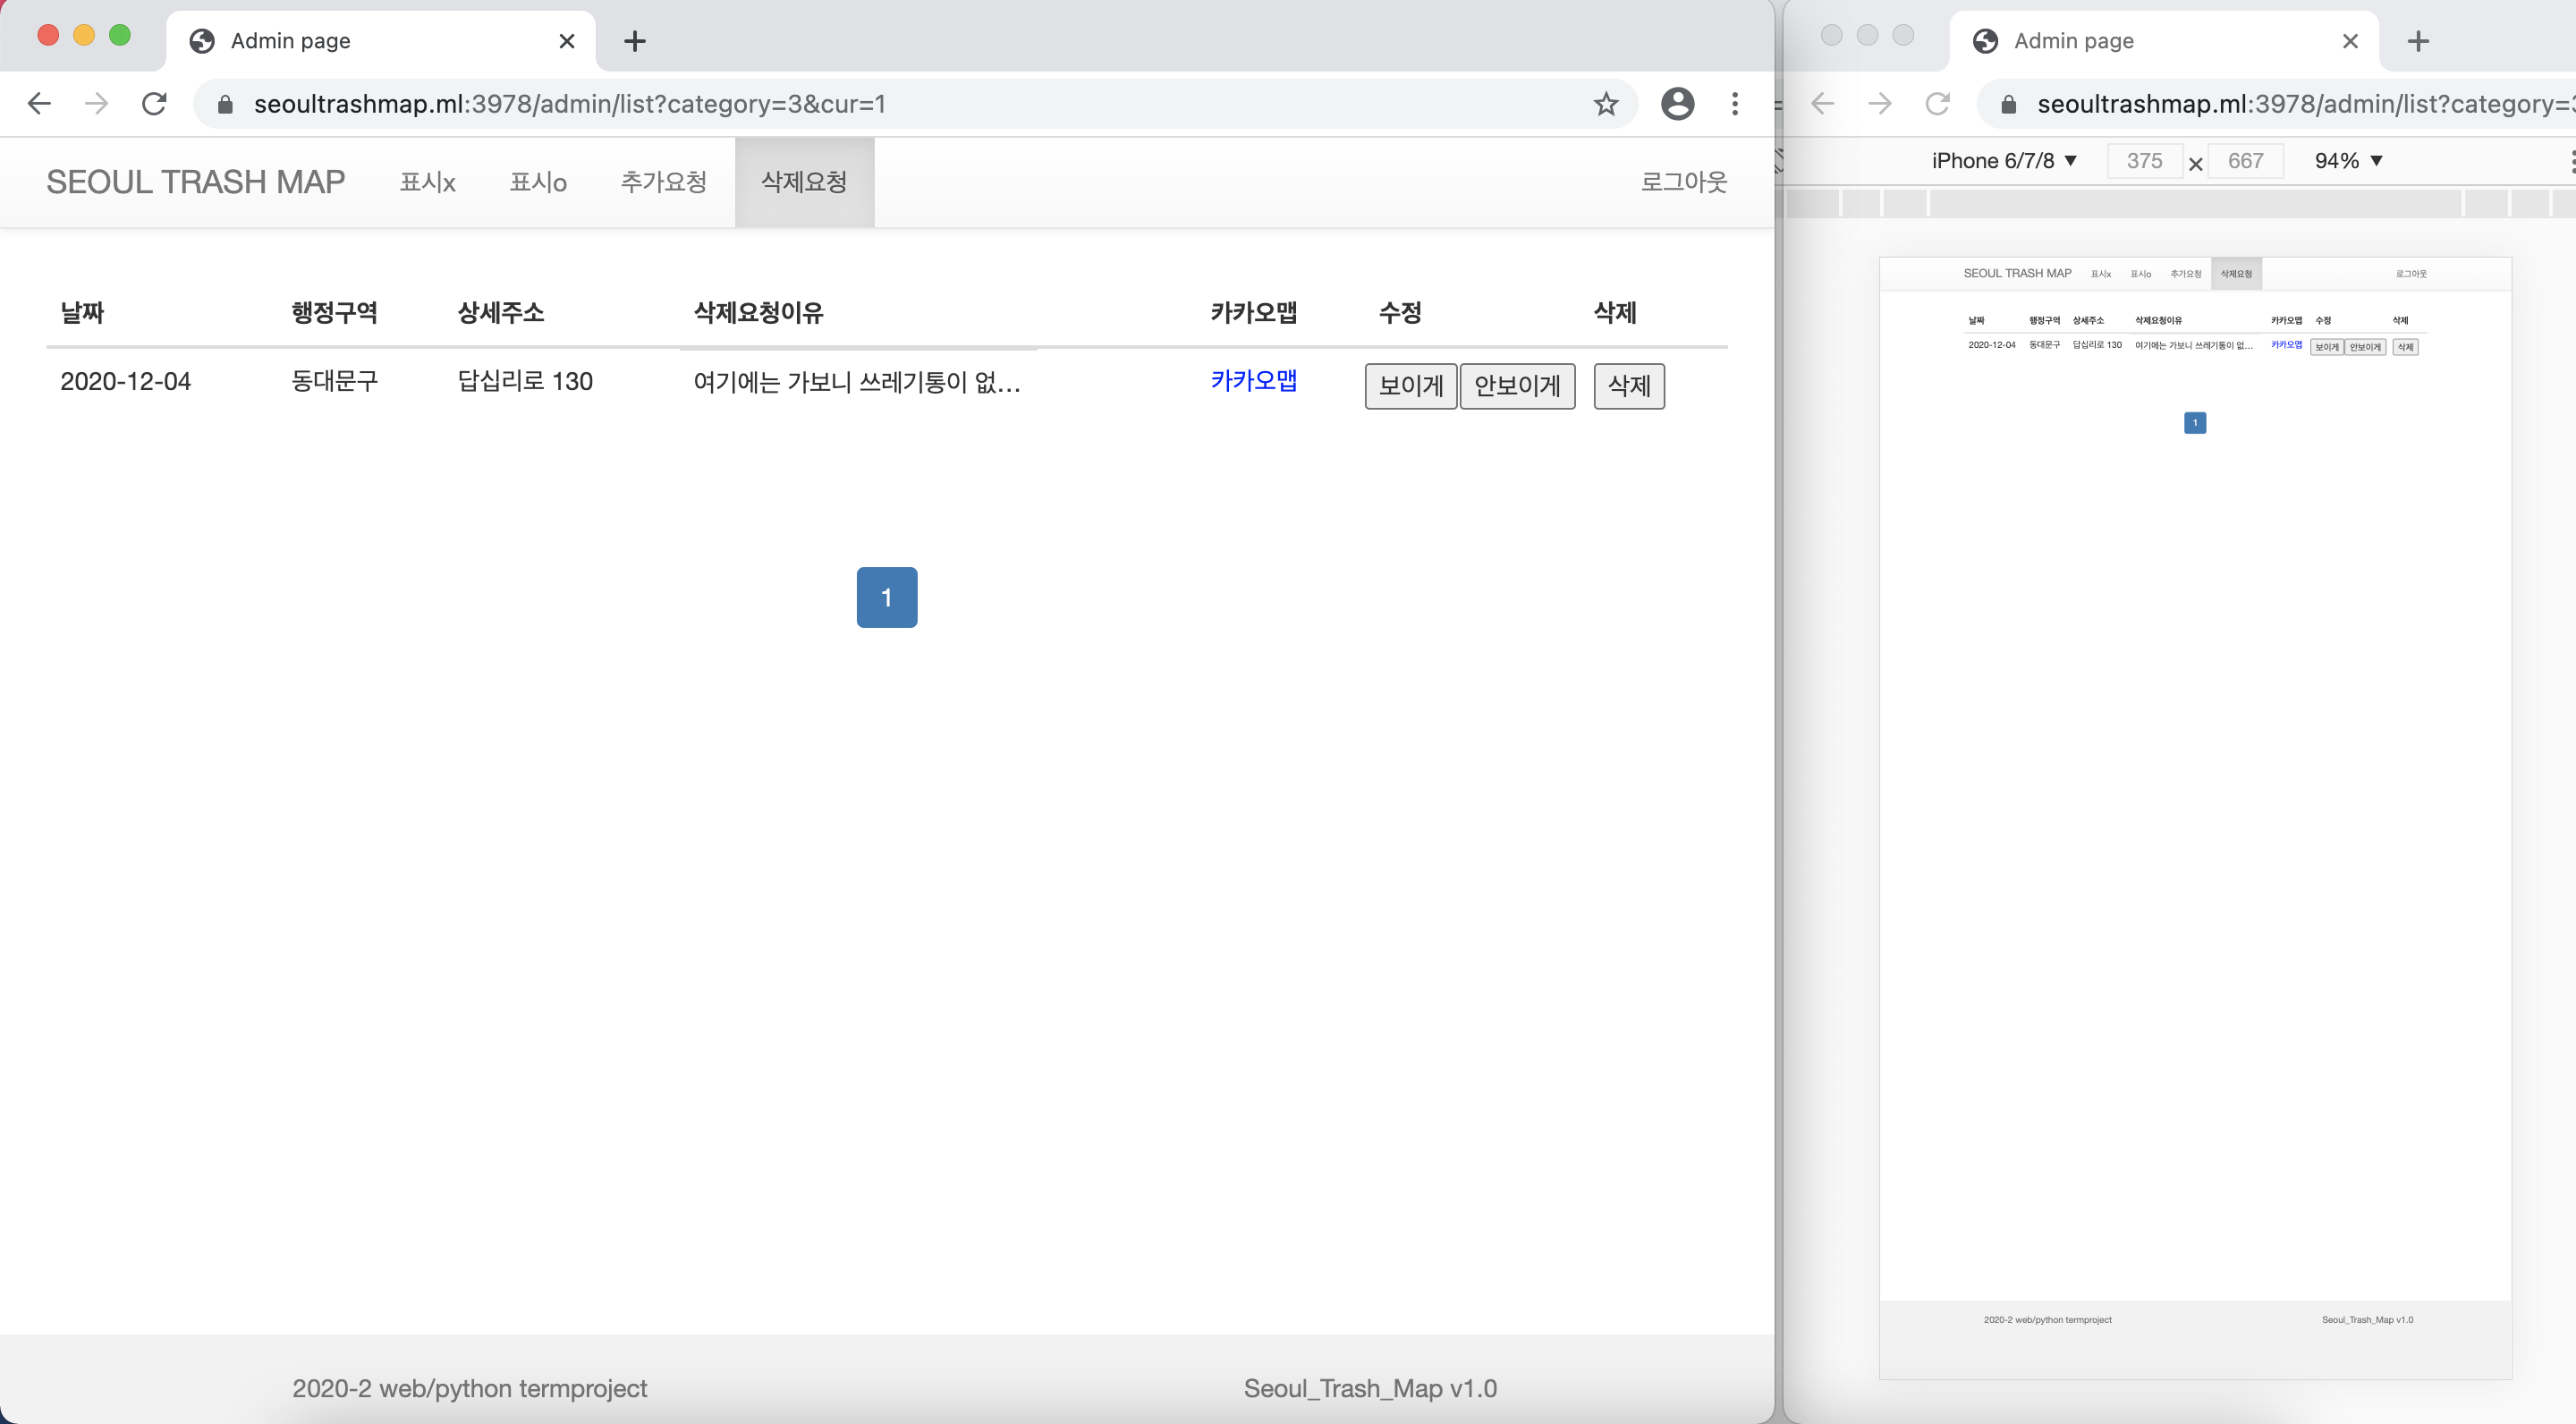 Admin page
seoultrashmap.ml:3978/admin/list?category=3&cur=1
SEOUL TRASH MAP 표시x 표시o 추가요청 삭제요청 로그아웃
날짜 행정구역 상세주소 삭제요청이유 카카오맵 수정 삭제
2020-12-04 동대문구 답십리로 130 여기에는 가보니 쓰레기통이 없... 카카오맵 보이게 안보이게 삭제
1
2020-2 web/python termproject Seoul_Trash_Map v1.0
Admin page
seoultrashmap.ml:3978/admin/list?category=
iPhone 6/7/8 375 × 667 94%
SEOUL TRASH MAP 표시x 표시o 추가요청 삭제요청 로그아웃
날짜 행정구역 상세주소 삭제요청이유 카카오맵 수정 삭제
2020-12-04 동대문구 답십리로 130 여기에는 가보니 쓰레기통이 없... 카카오맵 보이게 안보이게 삭제
1
2020-2 web/python termproject Seoul_Trash_Map v1.0